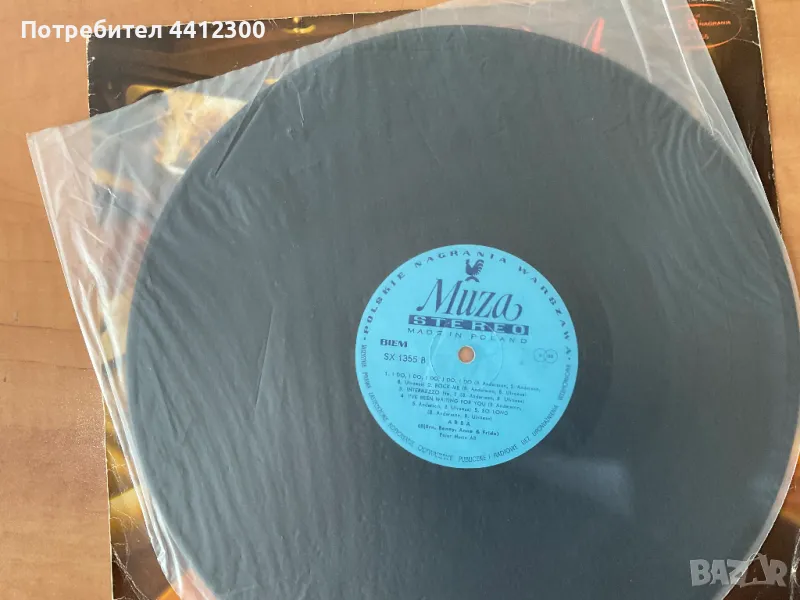 Потребител 4412300
NAGRANIA
• POLSKIE NAGRANIA WARSZAWA •
Muza
STEREO
MADE IN POLAND
BIEM
SX 1355 B
1. I DO, I DO, I DO, I DO, I DO (B. Andersson, S. Anderson,
B. Ulvaeus) 2. ROCK ME (B. Andersson, B. Ulvaeus)
3. INTERMEZZO No. 1 (B. Andersson, B. Ulvaeus)
4. I'VE BEEN WAITING FOR YOU (B. Andersson,
S. Anderson, B. Ulvaeus) 5. SO LONG
(B. Andersson, B. Ulvaeus)
ABBA
(Björn, Benny, Anna & Frida)
BAZAR